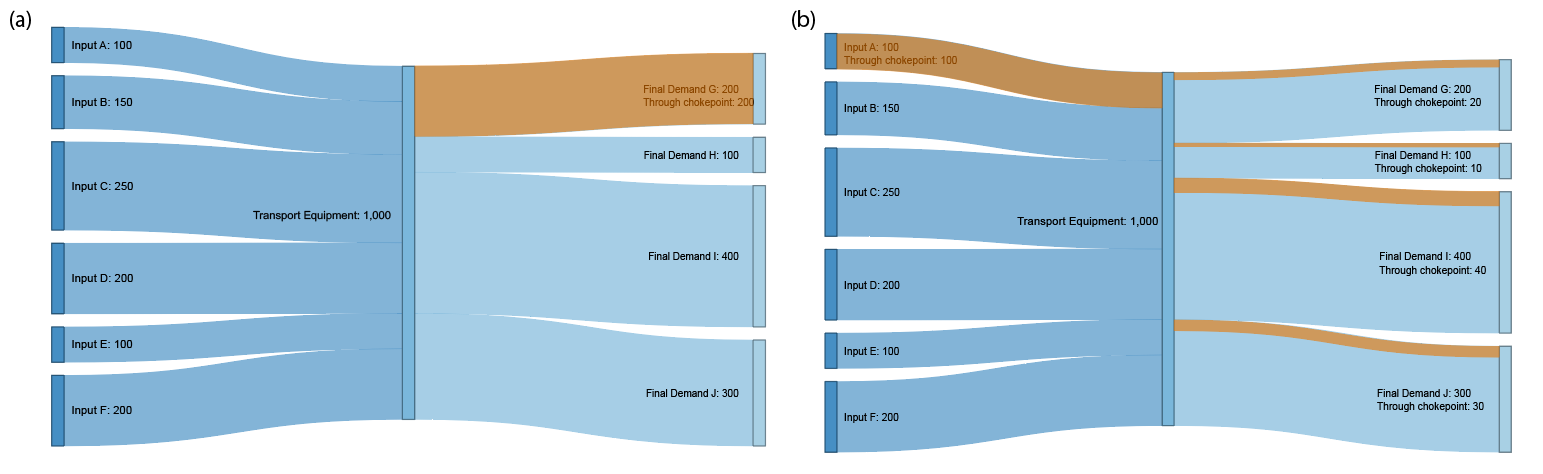 (a)
Input A: 100
Input B: 150
Input C: 250
Input D: 200
Input E: 100
Input F: 200
Transport Equipment: 1,000
Final Demand G: 200
Through chokepoint: 200
Final Demand H: 100
Final Demand I: 400
Final Demand J: 300
(b)
Input A: 100
Through chokepoint: 100
Input B: 150
Input C: 250
Input D: 200
Input E: 100
Input F: 200
Transport Equipment: 1,000
Final Demand G: 200
Through chokepoint: 20
Final Demand H: 100
Through chokepoint: 10
Final Demand I: 400
Through chokepoint: 40
Final Demand J: 300
Through chokepoint: 30